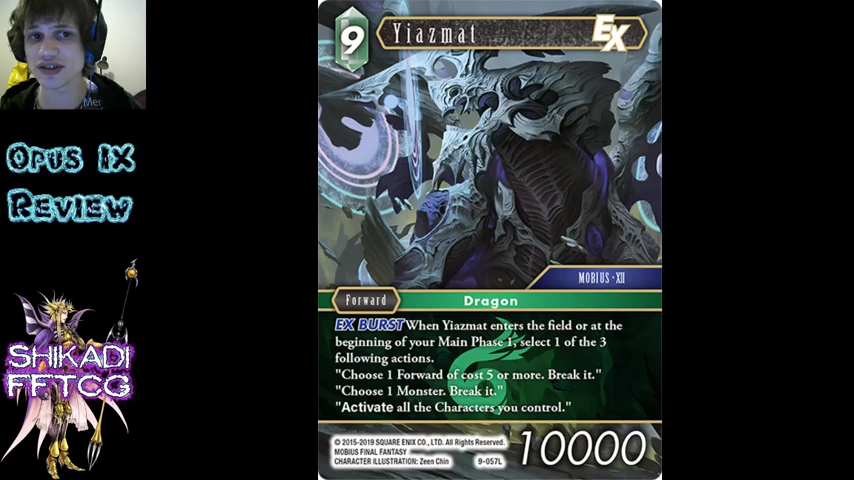 9
Yiazmat
EX
Mer
Opus IX
Review
MOBIUS · XII
Forward
Dragon
EX BURST When Yiazmat enters the field or at the
beginning of your Main Phase 1, select 1 of the 3
following actions.
"Choose 1 Forward of cost 5 or more. Break it."
"Choose 1 Monster. Break it."
"Activate all the Characters you control."
SHIKADI
FFTCG
© 2015-2019 SQUARE ENIX CO., LTD. All Rights Reserved.
MOBIUS FINAL FANTASY
CHARACTER ILLUSTRATION: Zeen Chin
9-057L
10000